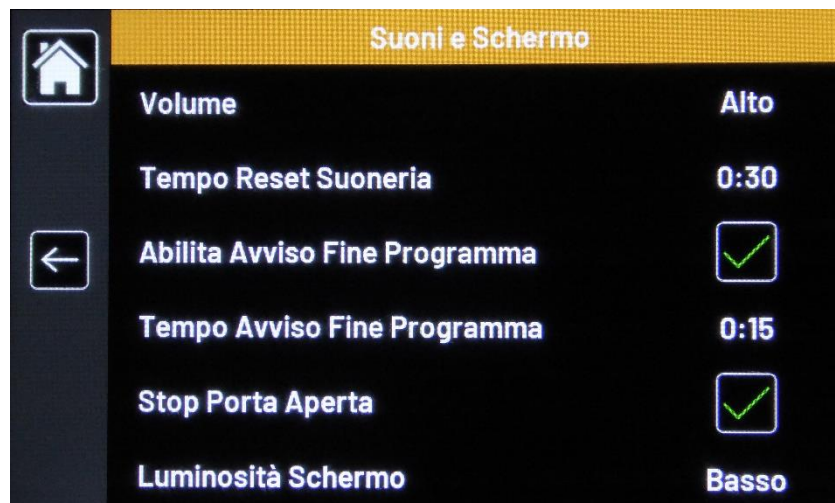 Suoni e Schermo
Volume Alto
Tempo Reset Suoneria 0:30
Abilita Avviso Fine Programma
Tempo Avviso Fine Programma 0:15
Stop Porta Aperta
Luminosità Schermo Basso